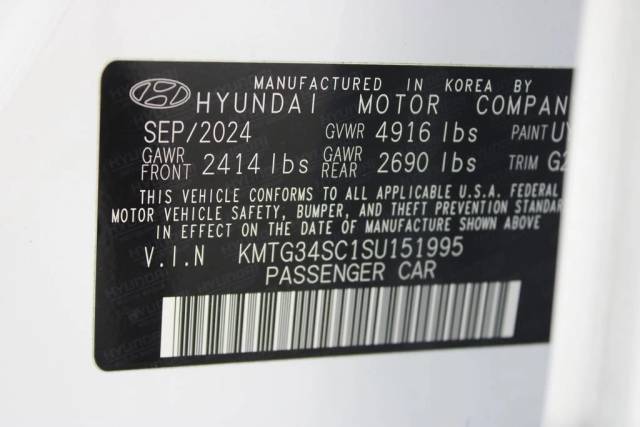 MANUFACTURED IN KOREA BY
HYUNDAI MOTOR COMPAN
SEP/2024 GVWR 4916 lbs PAINT U
GAWR FRONT 2414 lbs GAWR REAR 2690 lbs TRIM G2
THIS VEHICLE CONFORMS TO ALL APPLICABLE U.S.A. FEDERAL
MOTOR VEHICLE SAFETY, BUMPER, AND THEFT PREVENTION STANDARD
IN EFFECT ON THE DATE OF MANUFACTURE SHOWN ABOVE
V.I.N KMTG34SC1SU151995
PASSENGER CAR